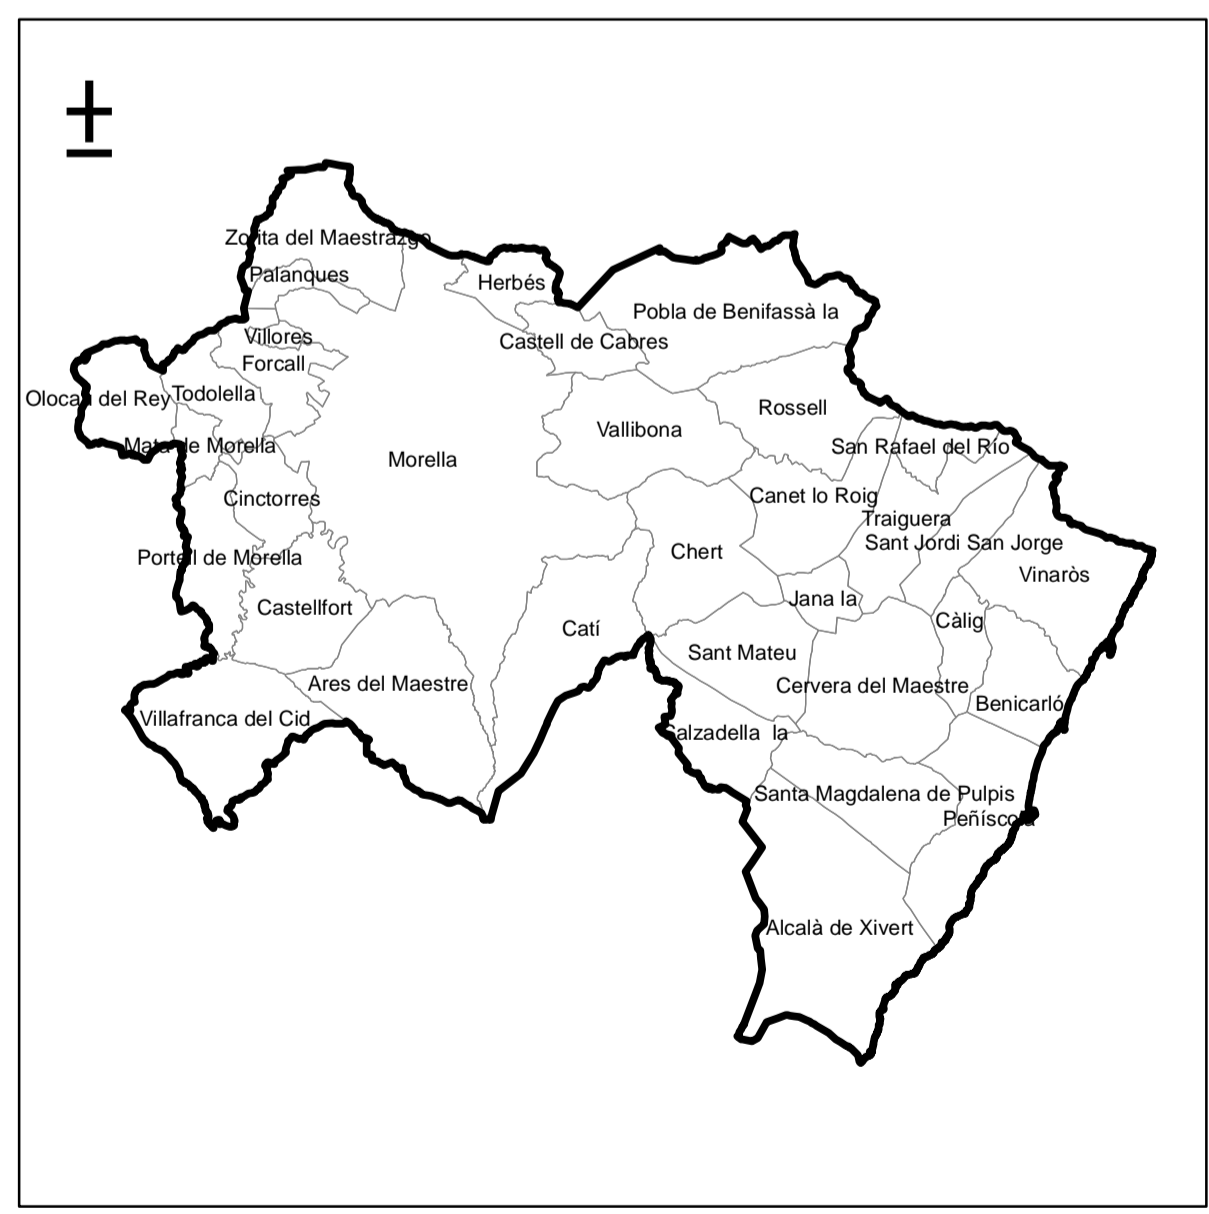 Zorita del Maestrazgo
Palanques
Herbés
Pobla de Benifassà la
Villores
Castell de Cabres
Forcall
Olocau del Rey
Todolella
Rossell
Vallibona
Mata de Morella
San Rafael del Río
Morella
Cinctorres
Canet lo Roig
Traiguera
Sant Jordi San Jorge
Chert
Portell de Morella
Vinaròs
Jana la
Castellfort
Càlig
Catí
Sant Mateu
Ares del Maestre
Cervera del Maestre
Benicarló
Villafranca del Cid
Salzadella  la
Santa Magdalena de Pulpis
Peñíscola
Alcalà de Xivert